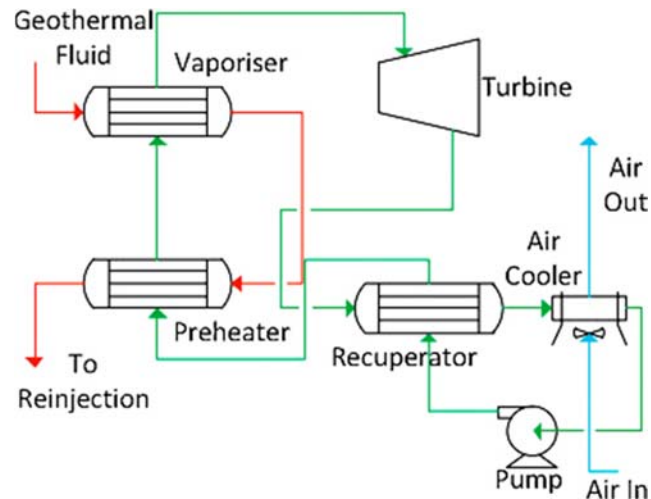 Geothermal
Fluid
Vaporiser
Turbine
Air
Out
Air
Cooler
Preheater
Recuperator
To
Reinjection
Pump
Air In